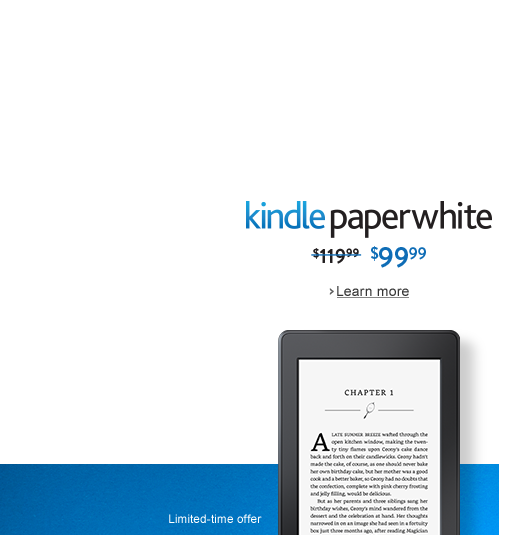 kindle paperwhite
$119.99 $99.99
› Learn more
CHAPTER 1
A LATE SUMMER BREEZE wafted through the
open kitchen window, making the twen-
ty tiny flames upon Ceony's cake dance
back and forth on their candlewicks. Ceony hadn't
made the cake, of course, as one should never bake
her own birthday cake, but her mother was a good
cook and a better baker, so Ceony had no doubts that
the confection, complete with pink cherry frosting
and jelly filling, would be delicious.
But as her parents and three siblings sang her
birthday wishes, Ceony's mind wandered from the
dessert and the celebration at hand. Her thoughts
narrowed in on an image she had seen in a fortuity
box just three months ago, after reading Magician
Limited-time offer